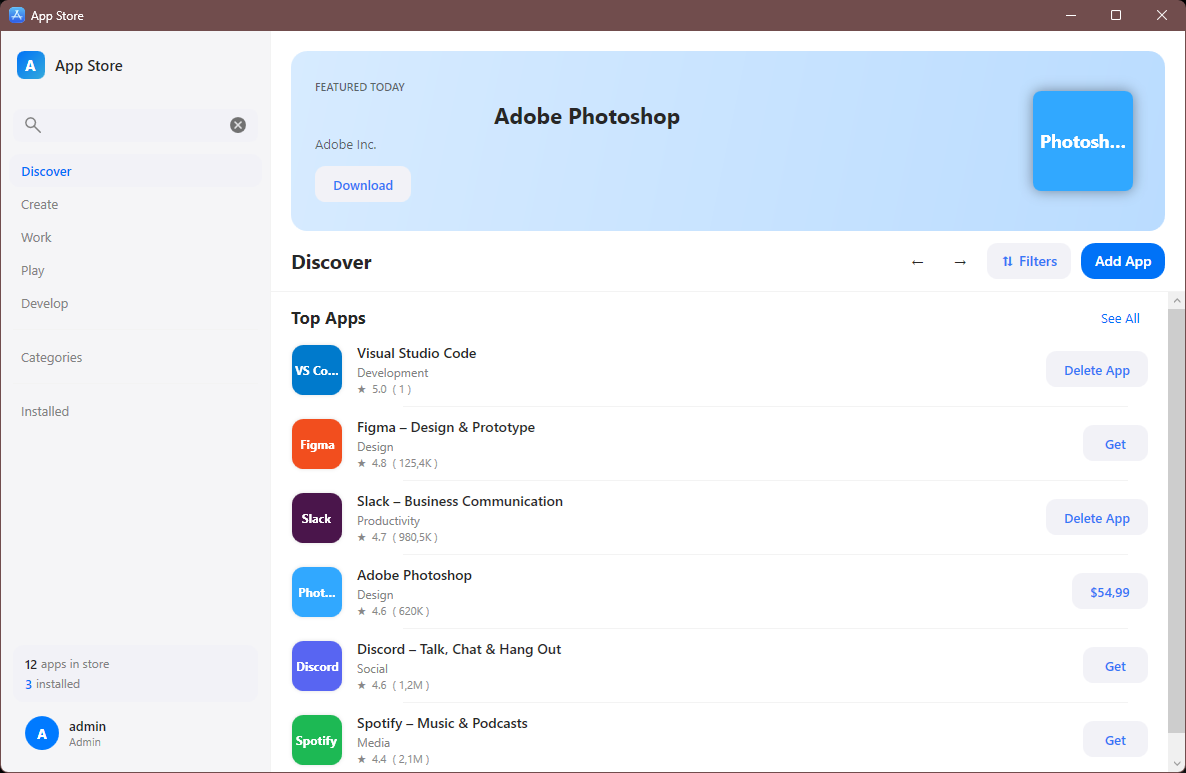 App Store
A App Store
Discover
Create
Work
Play
Develop
Categories
Installed
12 apps in store
3 installed
A
admin
Admin
FEATURED TODAY
Adobe Photoshop
Adobe Inc.
Download
Photosh...
Discover
← → Filters Add App
Top Apps See All
VS Co...
Visual Studio Code
Development
★ 5.0 ( 1 )
Delete App
Figma
Figma – Design & Prototype
Design
★ 4.8 ( 125,4K )
Get
Slack
Slack – Business Communication
Productivity
★ 4.7 ( 980,5K )
Delete App
Phot...
Adobe Photoshop
Design
★ 4.6 ( 620K )
$54,99
Discord
Discord – Talk, Chat & Hang Out
Social
★ 4.6 ( 1,2M )
Get
Spotify
Spotify – Music & Podcasts
Media
★ 4.4 ( 2,1M )
Get